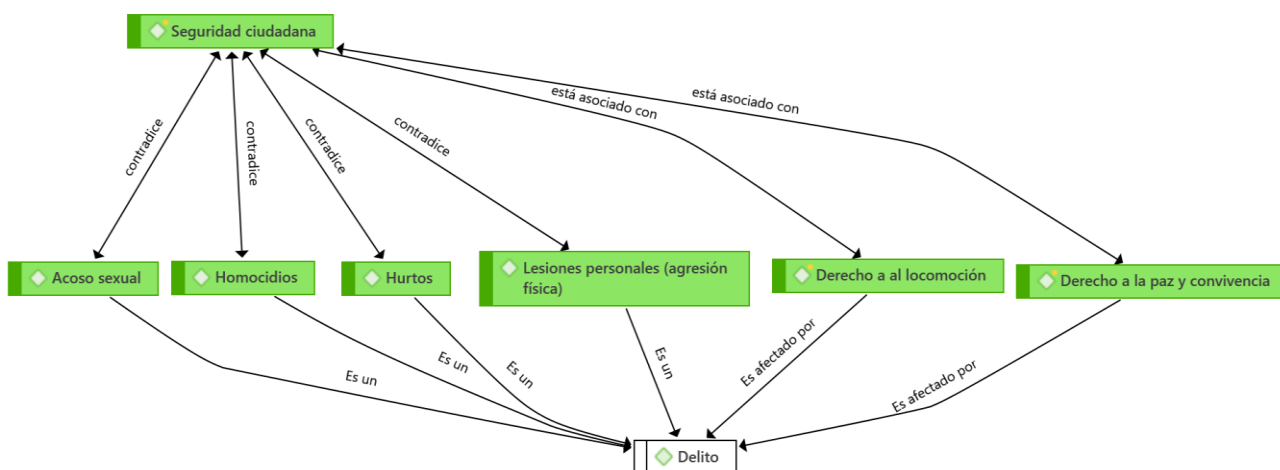 Seguridad ciudadana
está asociado con
está asociado con
contradice
contradice
contradice
contradice
Acoso sexual
Homocidios
Hurtos
Lesiones personales (agresión
física)
Derecho a al locomoción
Derecho a la paz y convivencia
Es un
Es un
Es un
Es un
Es afectado por
Es afectado por
Delito